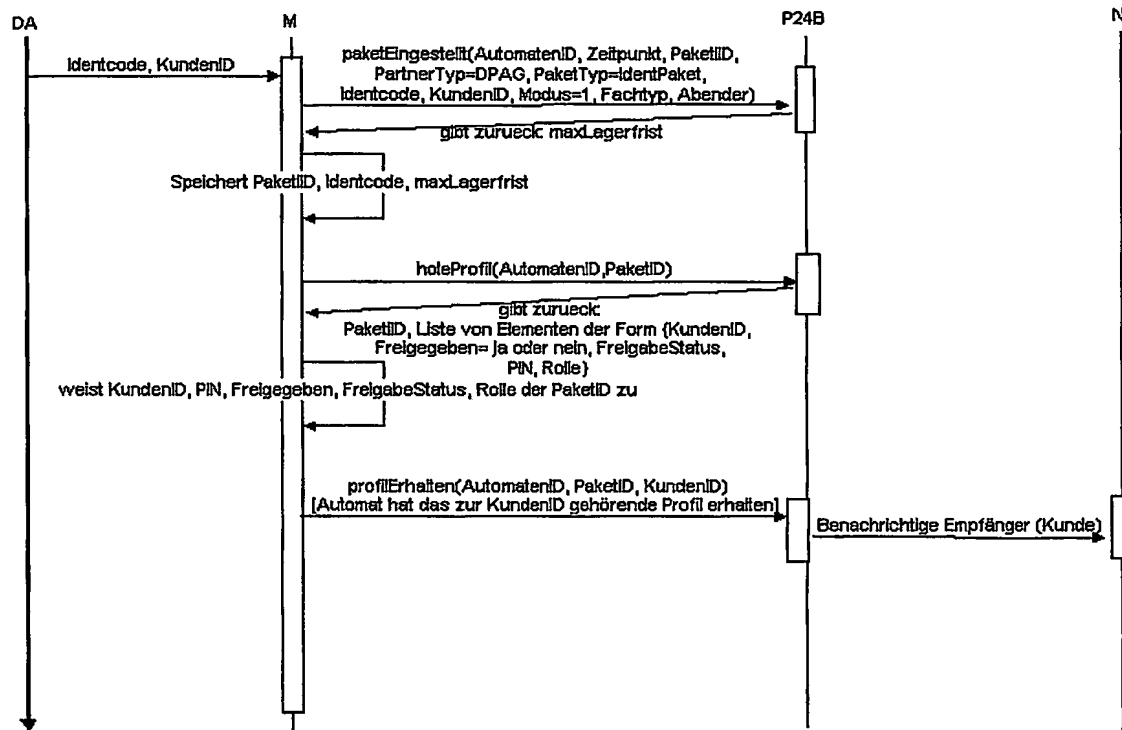 DA
M
P24B
N
Identcode, KundenID
paketEingestellt(AutomatenID, Zeitpunkt, PaketID,
PartnerTyp=DPAG, PaketTyp=IdentPaket,
Identcode, KundenID, Modus=1, Fachtyp, Abender)
gibt zurueck: maxLagerfrist
Speichert PaketID, Identcode, maxLagerfrist
holeProfil(AutomatenID,PaketID)
gibt zurueck:
PaketID, Liste von Elementen der Form {KundenID,
Freigegeben= ja oder nein, FreigabeStatus,
PIN, Rolle}
weist KundenID, PIN, Freigegeben, FreigabeStatus, Rolle der PaketID zu
profilErhalten(AutomatenID, PaketID, KundenID)
[Automat hat das zur KundenID gehörende Profil erhalten]
Benachrichtige Empfänger (Kunde)